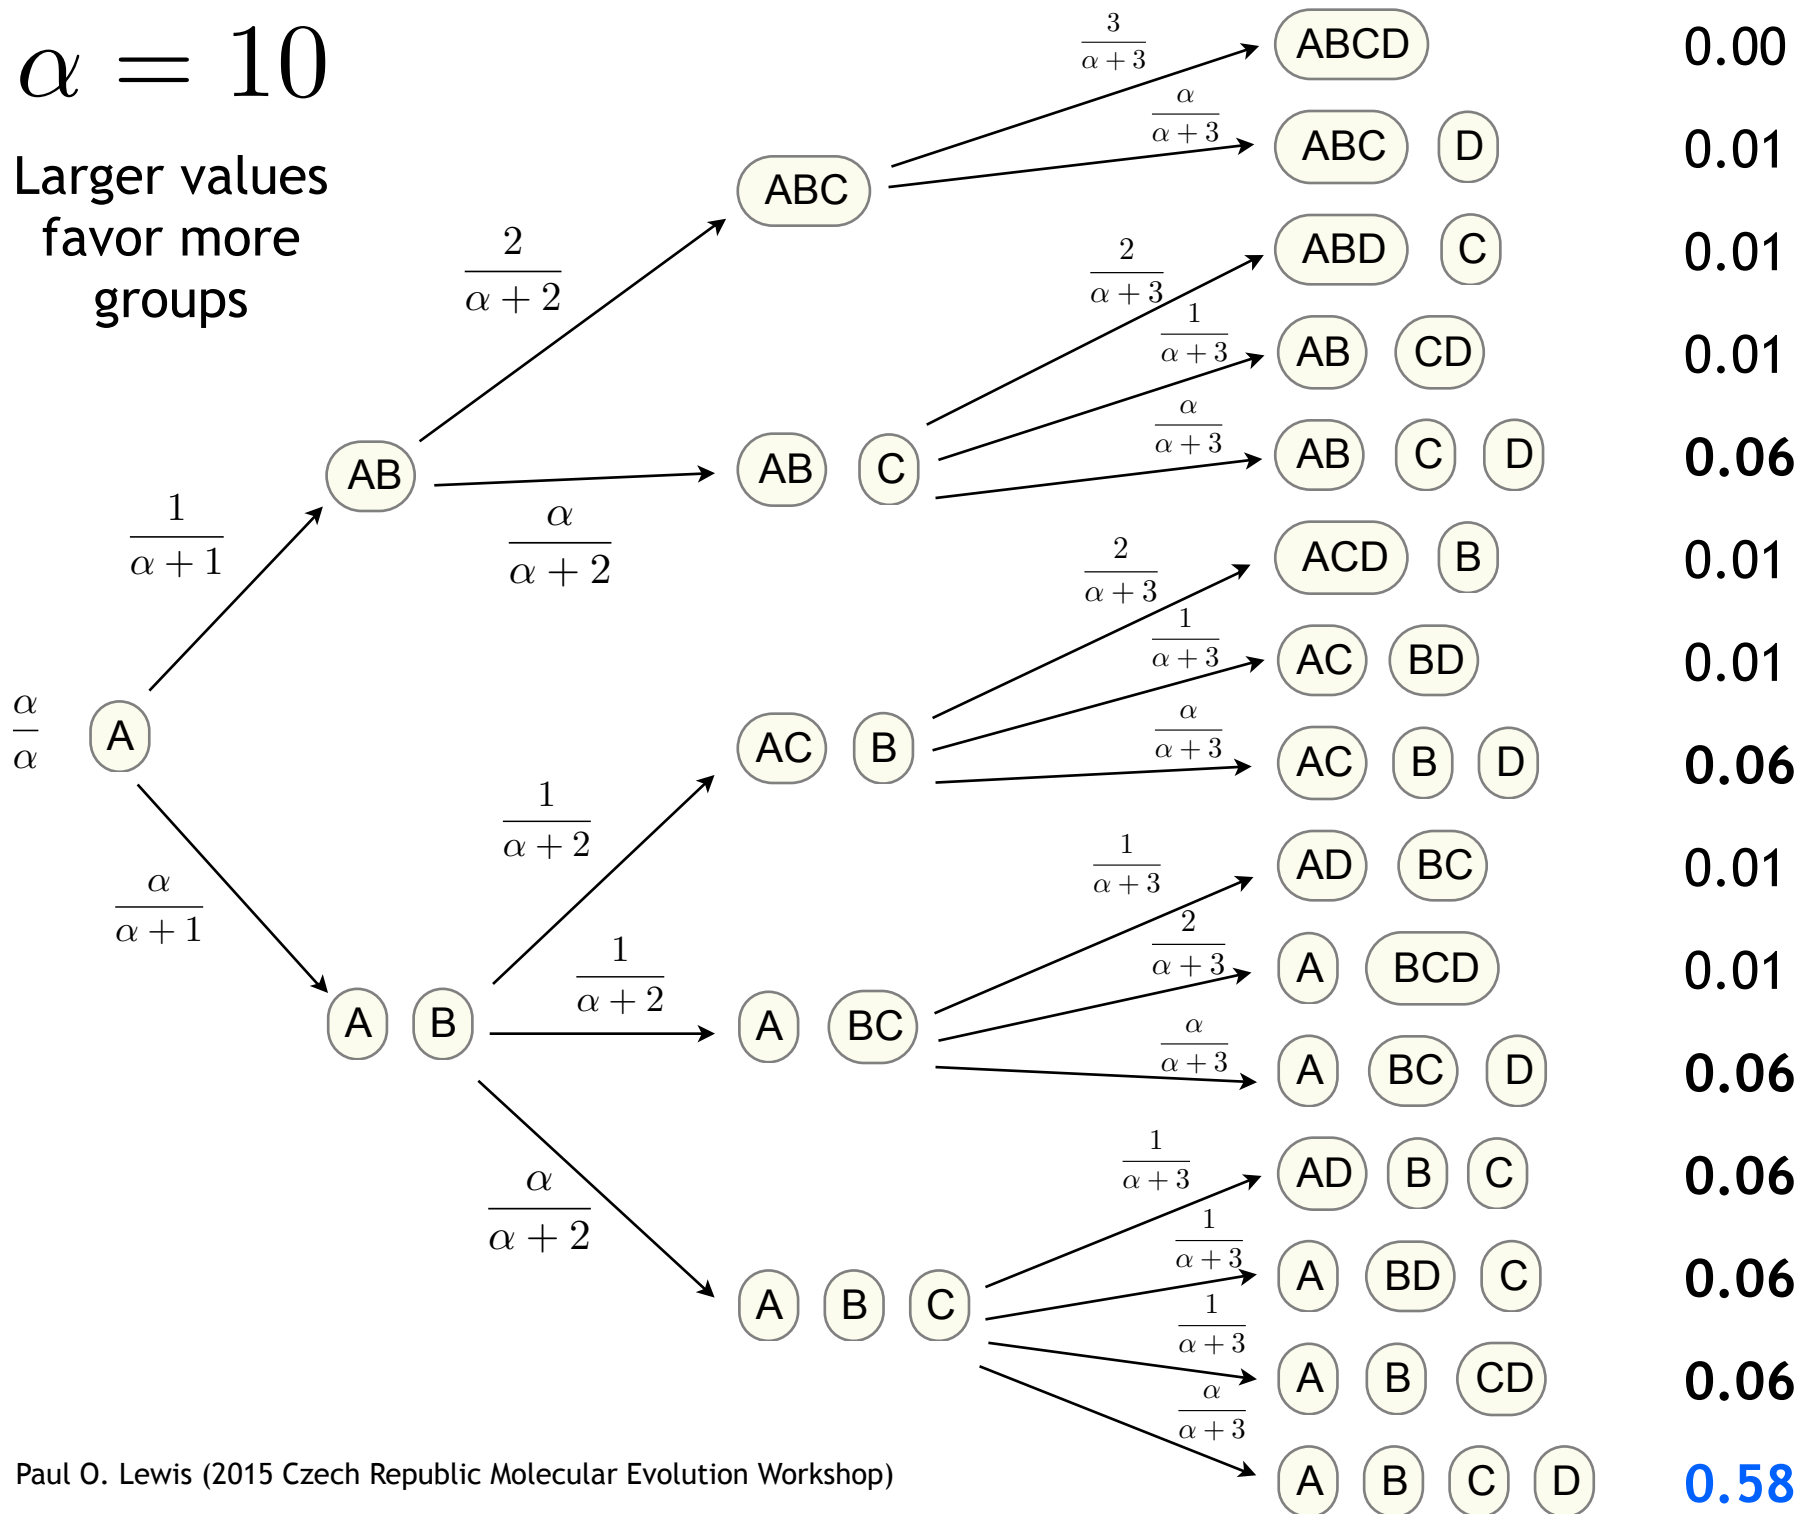 α = 10
Larger values
favor more
groups
α/α
A
1/(α + 1)
α/(α + 1)
AB
A B
2/(α + 2)
α/(α + 2)
1/(α + 2)
1/(α + 2)
α/(α + 2)
ABC
AB C
AC B
A BC
A B C
3/(α + 3)
ABCD 0.00
α/(α + 3)
ABC D 0.01
2/(α + 3)
ABD C 0.01
1/(α + 3)
AB CD 0.01
α/(α + 3)
AB C D 0.06
2/(α + 3)
ACD B 0.01
1/(α + 3)
AC BD 0.01
α/(α + 3)
AC B D 0.06
1/(α + 3)
AD BC 0.01
2/(α + 3)
A BCD 0.01
α/(α + 3)
A BC D 0.06
1/(α + 3)
AD B C 0.06
1/(α + 3)
A BD C 0.06
1/(α + 3)
A B CD 0.06
α/(α + 3)
A B C D 0.58
Paul O. Lewis (2015 Czech Republic Molecular Evolution Workshop)